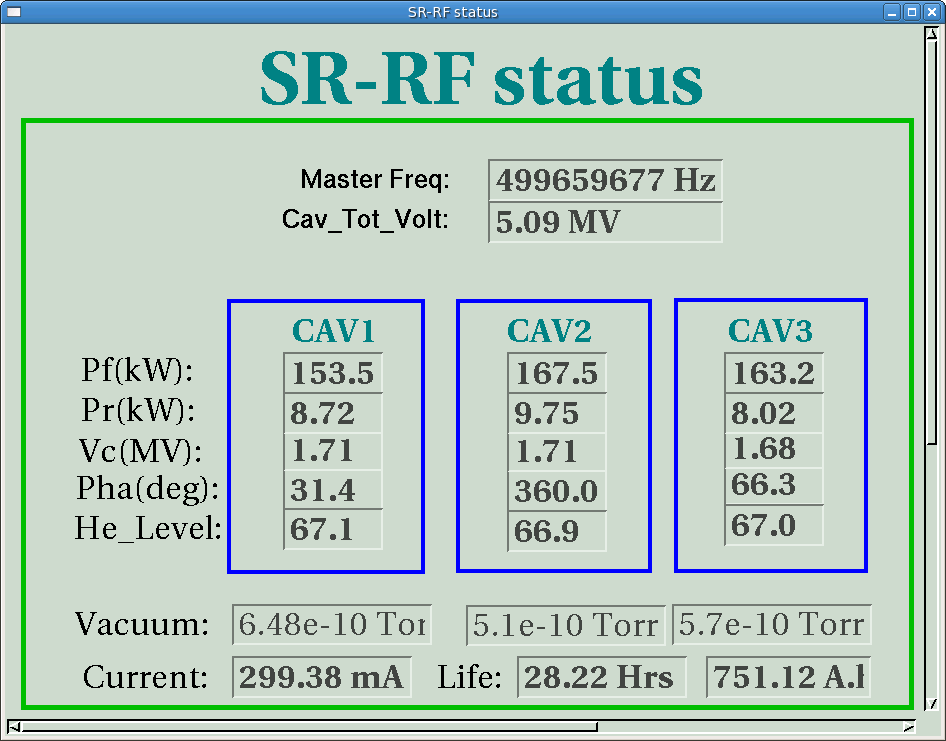 SR-RF status
SR-RF status
Master Freq: 499659677 Hz
Cav_Tot_Volt: 5.09 MV
CAV1 CAV2 CAV3
Pf(kW): 153.5 167.5 163.2
Pr(kW): 8.72 9.75 8.02
Vc(MV): 1.71 1.71 1.68
Pha(deg): 31.4 360.0 66.3
He_Level: 67.1 66.9 67.0
Vacuum: 6.48e-10 Tor 5.1e-10 Torr 5.7e-10 Torr
Current: 299.38 mA Life: 28.22 Hrs 751.12 A.